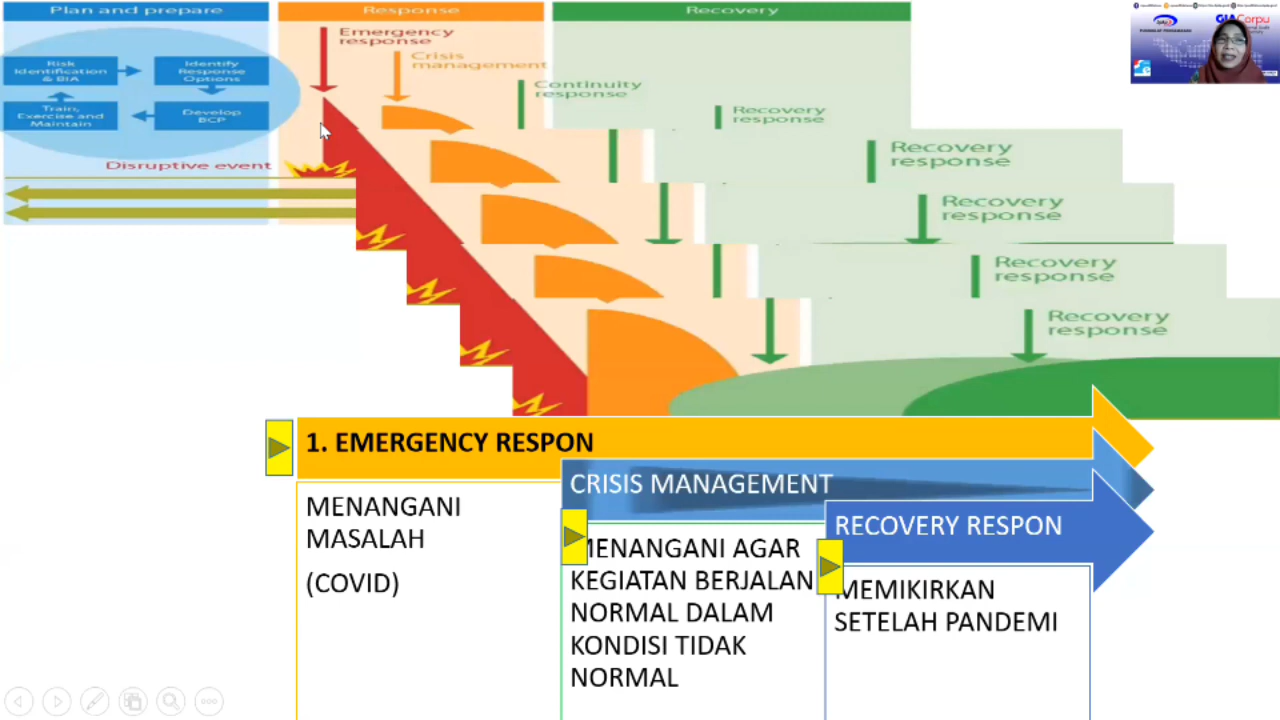 Plan and prepare
Response
Recovery
Risk
Identification
& BIA
Identify
Response
Options
Train,
Exercise and
Maintain
Develop
BCP
Disruptive event
Emergency
response
Crisis
management
Continuity
response
Recovery
response
Recovery
response
Recovery
response
Recovery
response
Recovery
response
1. EMERGENCY RESPON
MENANGANI
MASALAH
(COVID)
CRISIS MANAGEMENT
MENANGANI AGAR
KEGIATAN BERJALAN
NORMAL DALAM
KONDISI TIDAK
NORMAL
RECOVERY RESPON
MEMIKIRKAN
SETELAH PANDEMI